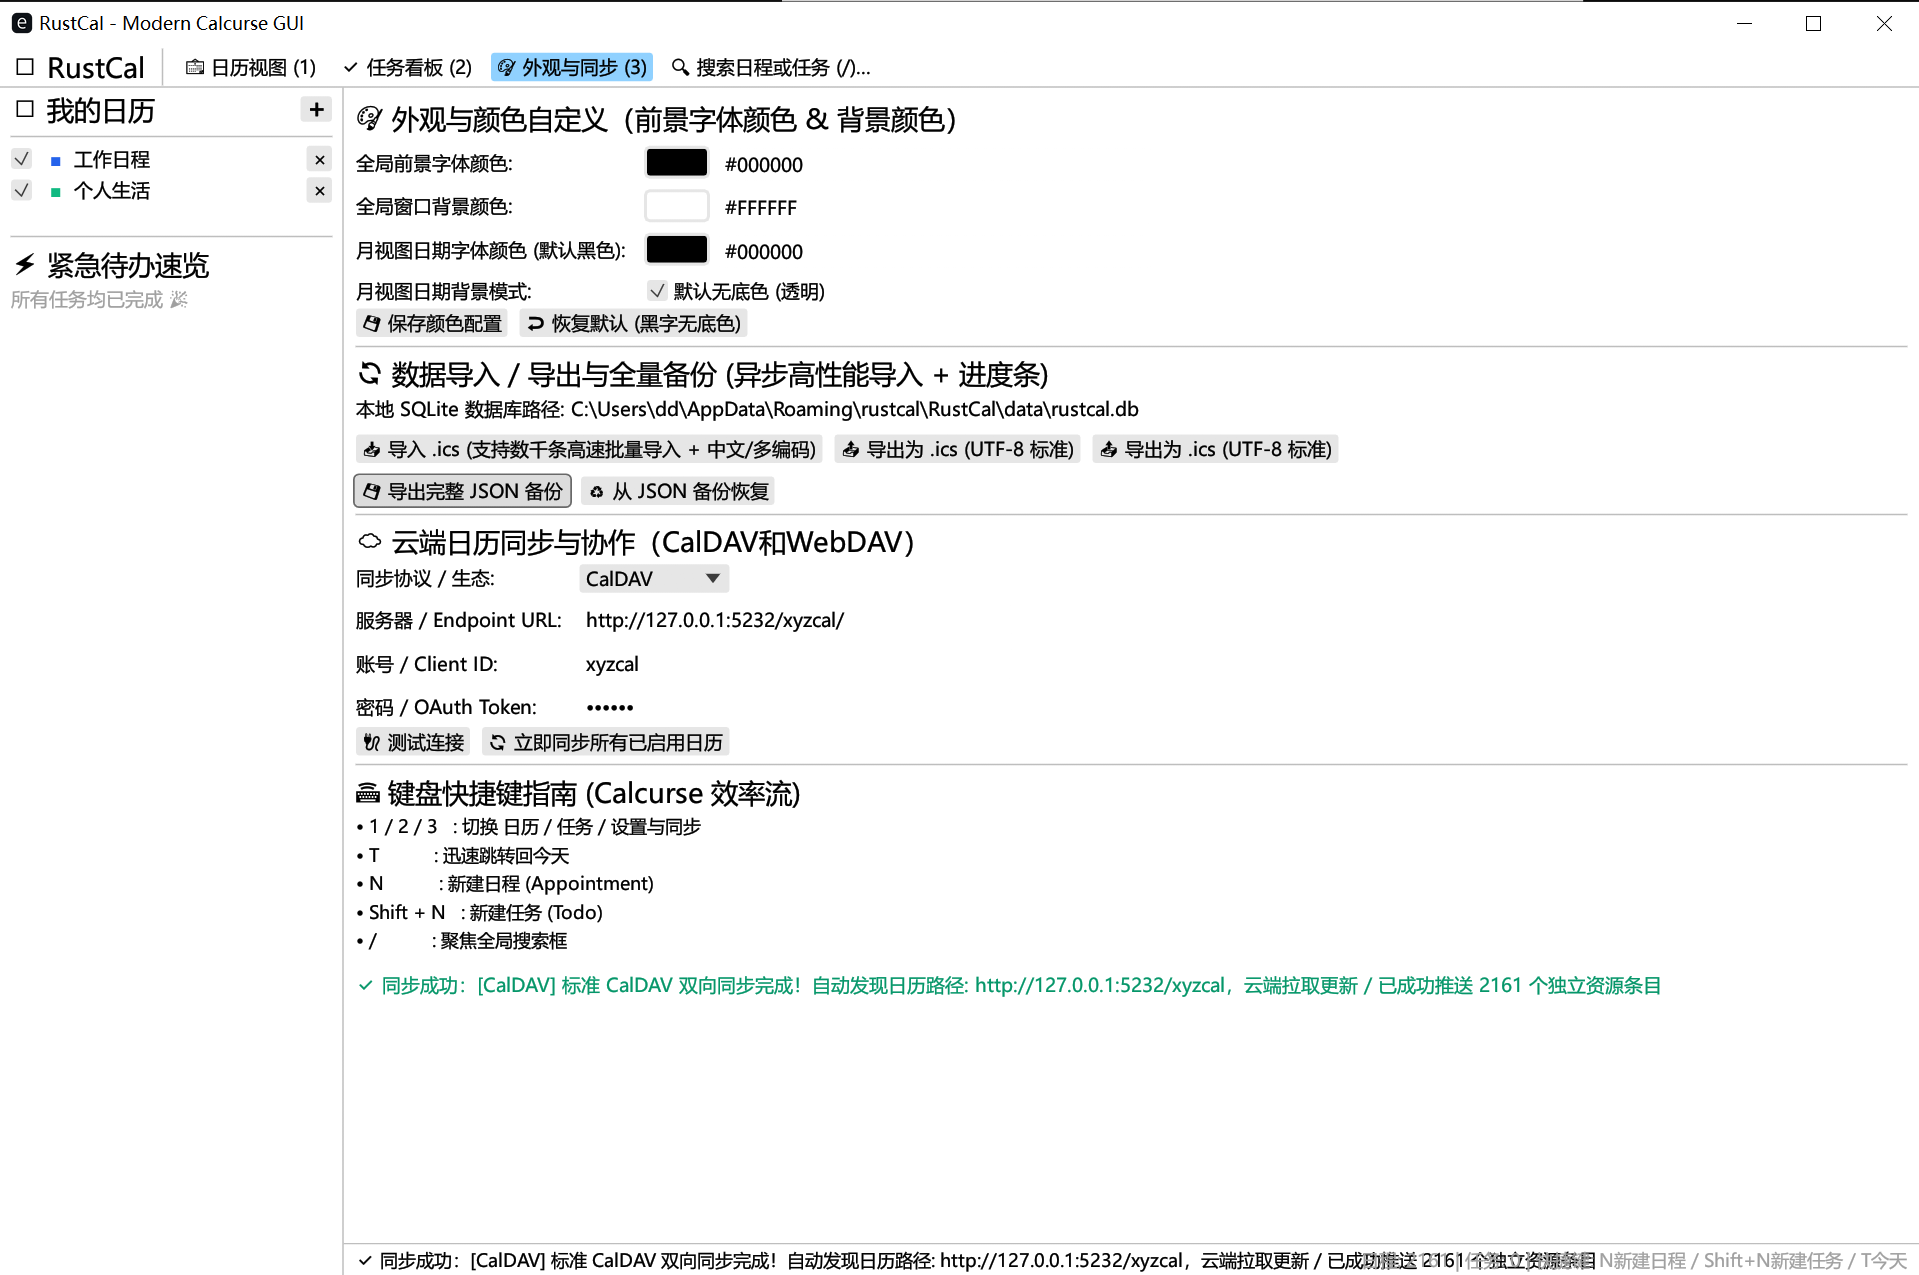 RustCal - Modern Calcurse GUI
RustCal
日历视图 (1)
任务看板 (2)
外观与同步 (3)
搜索日程或任务 (/)...
我的日历
工作日程
个人生活
紧急待办速览
所有任务均已完成
外观与颜色自定义（前景字体颜色 & 背景颜色）
全局前景字体颜色: #000000
全局窗口背景颜色: #FFFFFF
月视图日期字体颜色 (默认黑色): #000000
月视图日期背景模式: 默认无底色 (透明)
保存颜色配置 恢复默认 (黑字无底色)
数据导入 / 导出与全量备份 (异步高性能导入 + 进度条)
本地 SQLite 数据库路径: C:\Users\dd\AppData\Roaming\rustcal\RustCal\data\rustcal.db
导入 .ics (支持数千条高速批量导入 + 中文/多编码) 导出为 .ics (UTF-8 标准) 导出为 .ics (UTF-8 标准)
导出完整 JSON 备份 从 JSON 备份恢复
云端日历同步与协作（CalDAV和WebDAV）
同步协议 / 生态: CalDAV
服务器 / Endpoint URL: http://127.0.0.1:5232/xyzcal/
账号 / Client ID: xyzcal
密码 / OAuth Token: ••••••
测试连接 立即同步所有已启用日历
键盘快捷键指南 (Calcurse 效率流)
• 1 / 2 / 3 : 切换 日历 / 任务 / 设置与同步
• T : 迅速跳转回今天
• N : 新建日程 (Appointment)
• Shift + N : 新建任务 (Todo)
• / : 聚焦全局搜索框
✓ 同步成功：[CalDAV] 标准 CalDAV 双向同步完成！自动发现日历路径: http://127.0.0.1:5232/xyzcal，云端拉取更新 / 已成功推送 2161 个独立资源条目
✓ 同步成功：[CalDAV] 标准 CalDAV 双向同步完成！自动发现日历路径: http://127.0.0.1:5232/xyzcal，云端拉取更新 / 已成功推送 2161 个独立资源条目
N新建日程 / Shift+N新建任务 / T今天